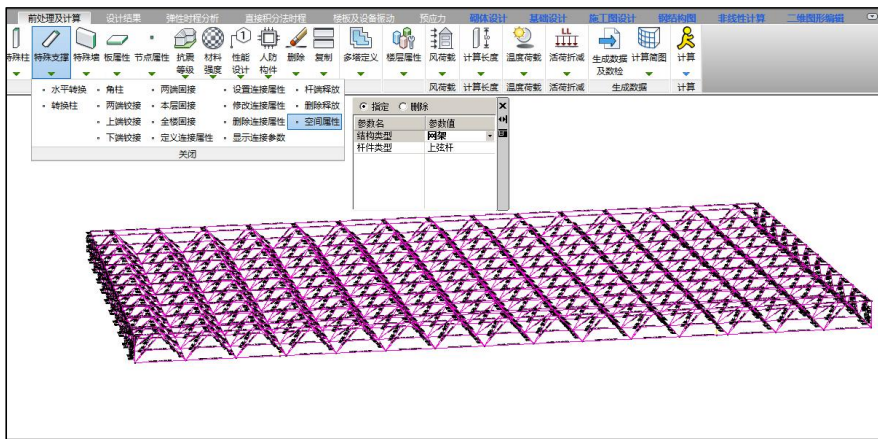 前处理及计算 设计结果 弹性时程分析 直接积分法时程 楼板及设备振动 预应力 砌体设计 基础设计 施工图设计 钢结构图 非线性计算 二维图形编辑
特殊柱 特殊支撑 特殊墙 板属性 节点属性 抗震等级 材料强度 性能设计 人防构件 删除 复制 多塔定义 楼层属性 风荷载 计算长度 温度荷载 活荷折减 生成数据及数检 计算简图 计算
风荷载 计算长度 温度荷载 活荷折减 生成数据 计算
水平转换 角柱 两端固接 设置连接属性 杆端释放
转换柱 两端铰接 本层固接 修改连接属性 删除释放
上端铰接 全楼固接 删除连接属性 空间属性
下端铰接 定义连接属性 显示连接参数
关闭
指定 删除
参数名 参数值
结构类型 网架
杆件类型 上弦杆